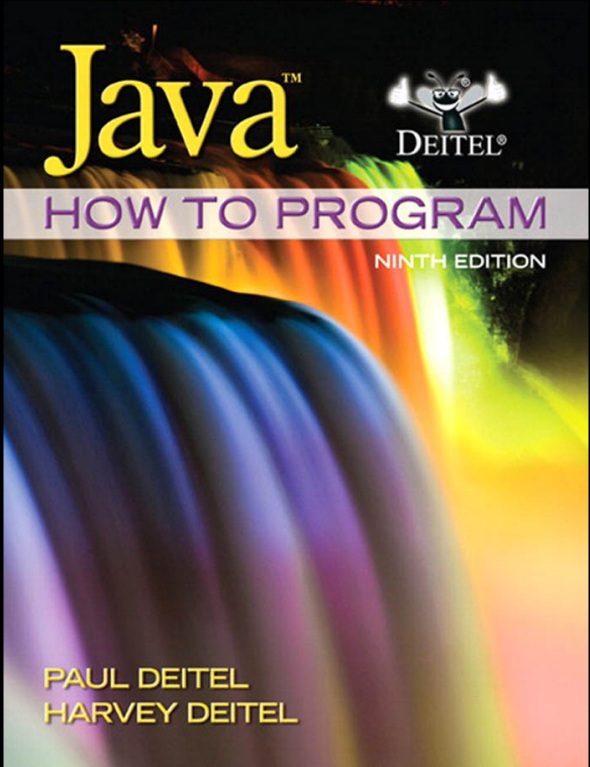 Java™
DEITEL®
HOW TO PROGRAM
NINTH EDITION
PAUL DEITEL
HARVEY DEITEL